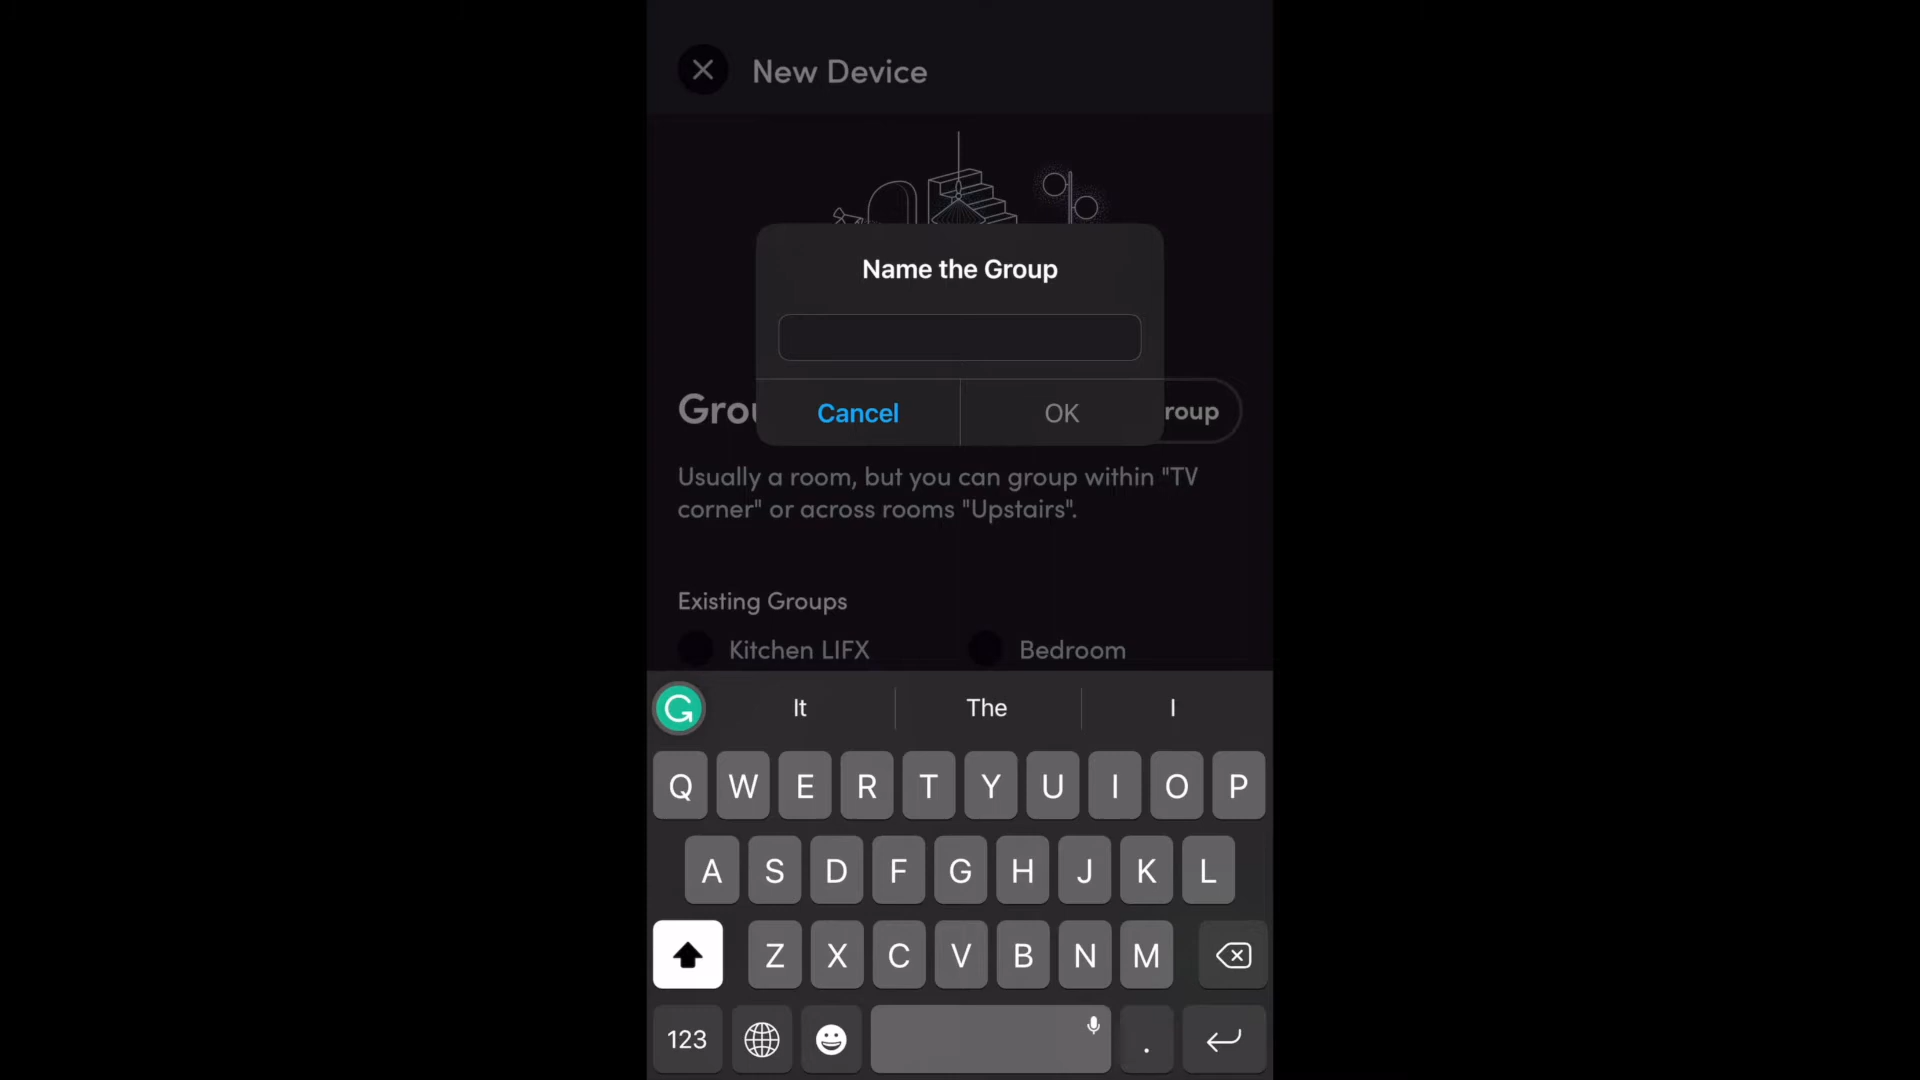 New Device
Name the Group
Cancel
OK
Grou
roup
Usually a room, but you can group within "TV
corner" or across rooms "Upstairs".
Existing Groups
Kitchen LIFX
Bedroom
It
The
I
Q W E R T Y U I O P
A S D F G H J K L
Z X C V B N M
123
.